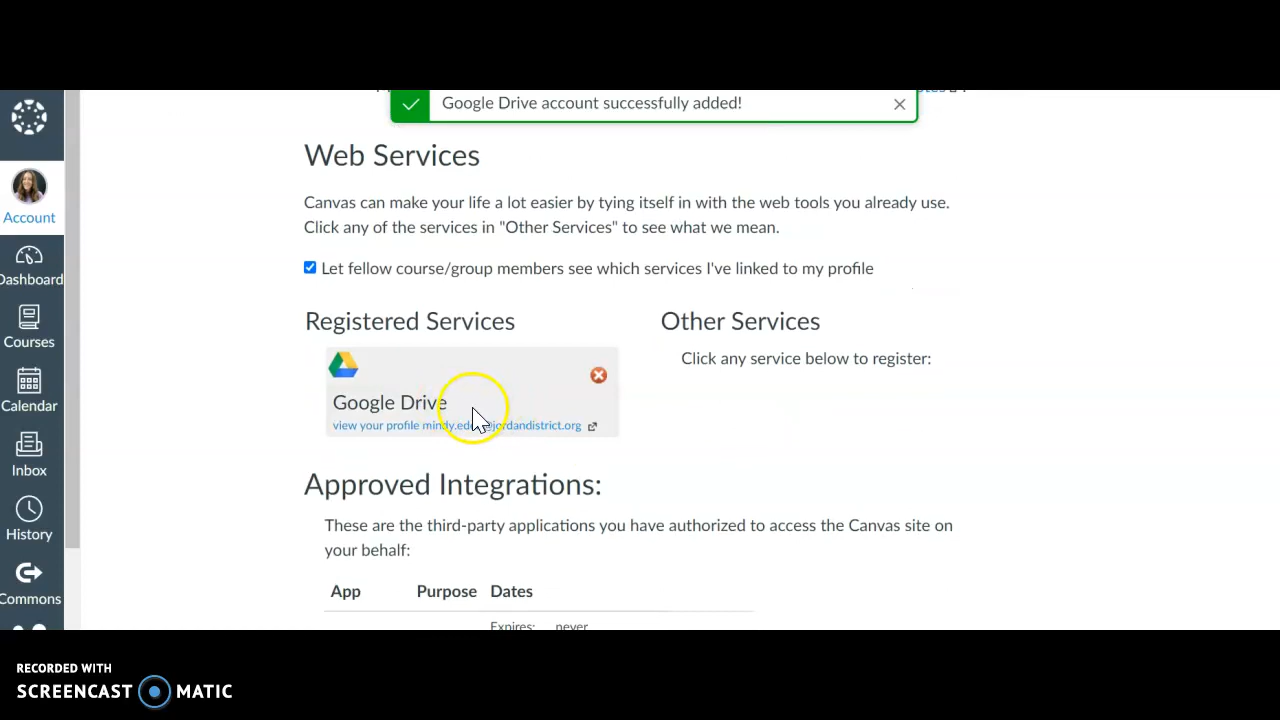 Google Drive account successfully added!
Web Services
Canvas can make your life a lot easier by tying itself in with the web tools you already use.
Click any of the services in "Other Services" to see what we mean.
Let fellow course/group members see which services I've linked to my profile
Registered Services
Other Services
Click any service below to register:
Google Drive
view your profile
Approved Integrations:
These are the third-party applications you have authorized to access the Canvas site on
your behalf:
App Purpose Dates
Expires: never
Account
Dashboard
Courses
Calendar
Inbox
History
Commons
RECORDED WITH
SCREENCAST MATIC